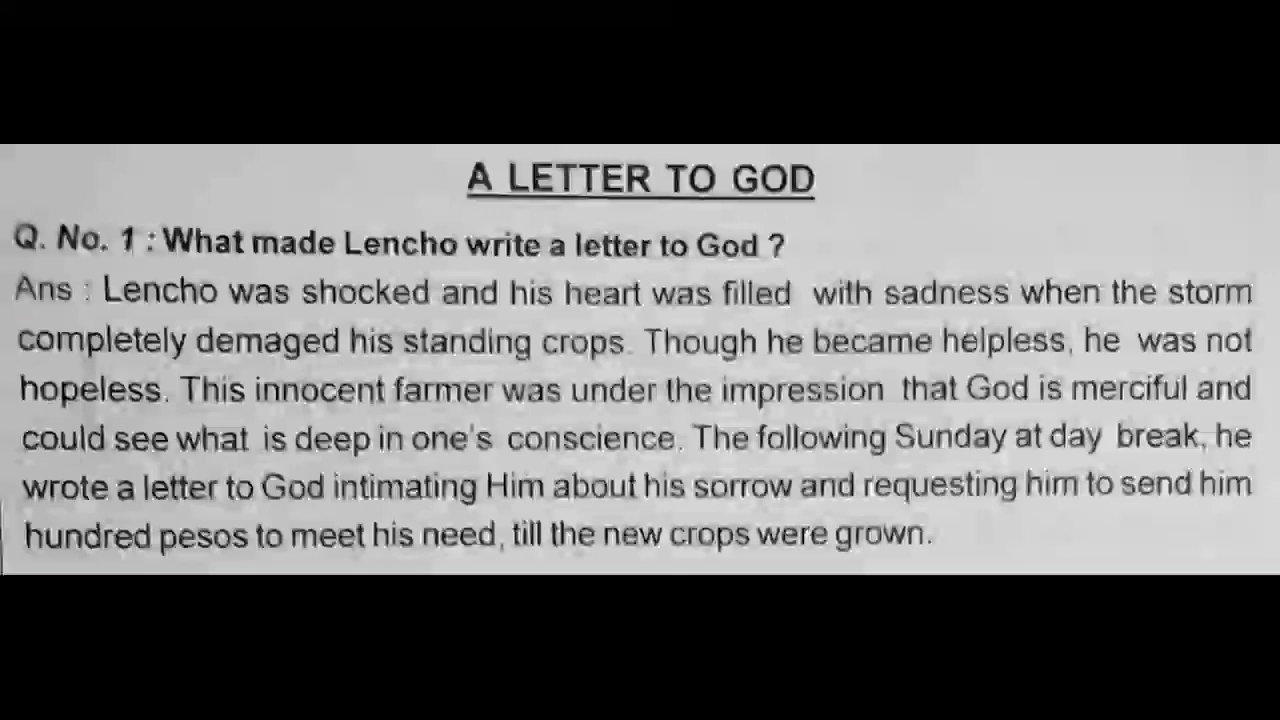 A LETTER TO GOD
Q. No. 1 : What made Lencho write a letter to God ?
Ans : Lencho was shocked and his heart was filled with sadness when the storm
completely demaged his standing crops. Though he became helpless, he was not
hopeless. This innocent farmer was under the impression that God is merciful and
could see what is deep in one's conscience. The following Sunday at day break, he
wrote a letter to God intimating Him about his sorrow and requesting him to send him
hundred pesos to meet his need, till the new crops were grown.